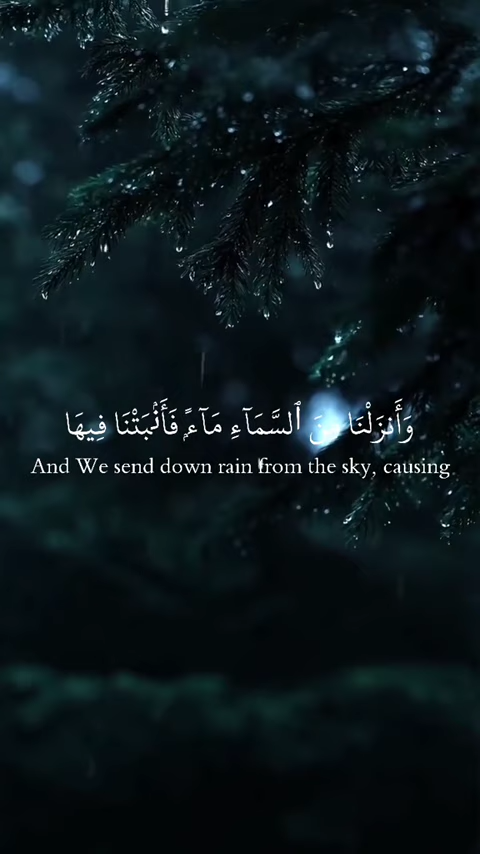 وَأَنزَلْنَا مِنَ ٱلسَّمَآءِ مَآءًۭ فَأَنۢبَتْنَا فِيهَا
And We send down rain from the sky, causing